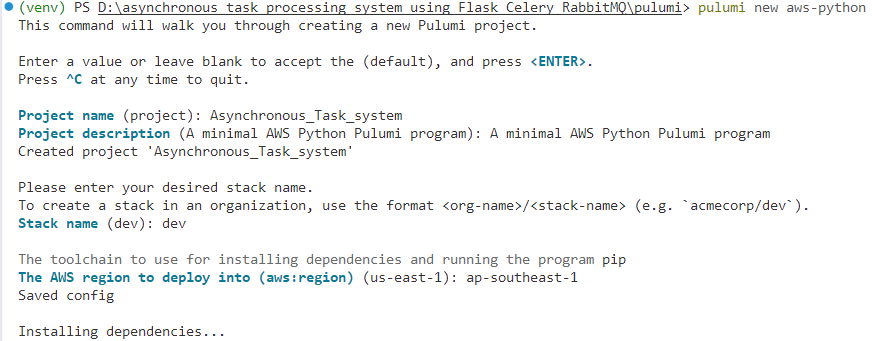 (venv) PS D:\asynchronous task processing system using Flask Celery RabbitMQ\pulumi> pulumi new aws-python
This command will walk you through creating a new Pulumi project.
Enter a value or leave blank to accept the (default), and press <ENTER>.
Press ^C at any time to quit.
Project name (project): Asynchronous_Task_system
Project description (A minimal AWS Python Pulumi program): A minimal AWS Python Pulumi program
Created project 'Asynchronous_Task_system'
Please enter your desired stack name.
To create a stack in an organization, use the format <org-name>/<stack-name> (e.g. `acmecorp/dev`).
Stack name (dev): dev
The toolchain to use for installing dependencies and running the program pip
The AWS region to deploy into (aws:region) (us-east-1): ap-southeast-1
Saved config
Installing dependencies...